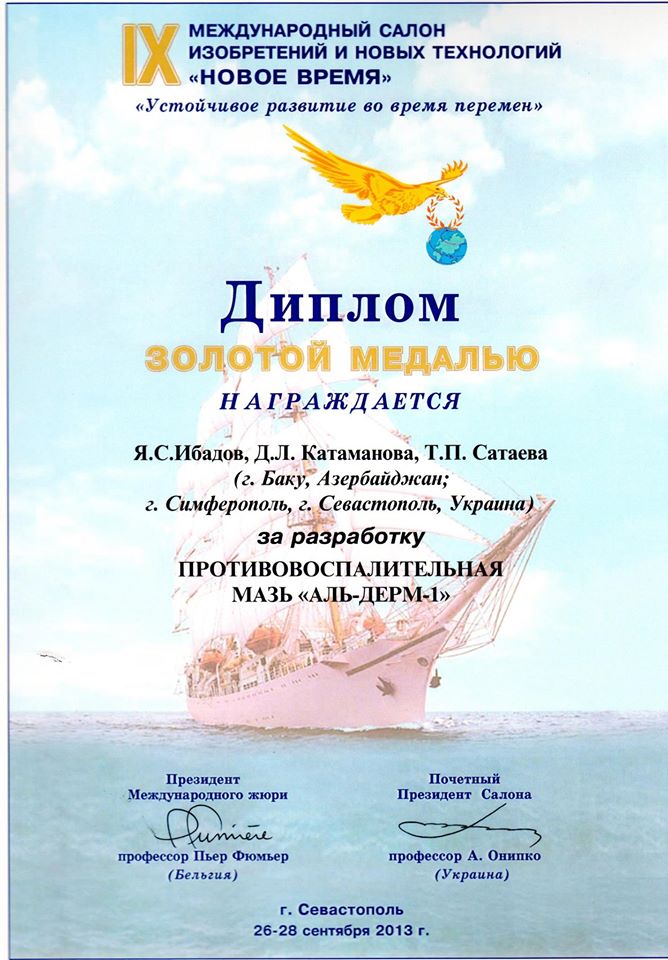 IX МЕЖДУНАРОДНЫЙ САЛОН
ИЗОБРЕТЕНИЙ И НОВЫХ ТЕХНОЛОГИЙ
«НОВОЕ ВРЕМЯ»
«Устойчивое развитие во время перемен»
Диплом
ЗОЛОТОЙ МЕДАЛЬЮ
НАГРАЖДАЕТСЯ
Я.С.Ибадов, Д.Л. Катаманова, Т.П. Сатаева
(г. Баку, Азербайджан;
г. Симферополь, г. Севастополь, Украина)
за разработку
ПРОТИВОВОСПАЛИТЕЛЬНАЯ
МАЗЬ «АЛЬ-ДЕРМ-1»
Президент
Международного жюри
профессор Пьер Фюмьер
(Бельгия)
Почетный
Президент Салона
профессор А. Онипко
(Украина)
г. Севастополь
26-28 сентября 2013 г.